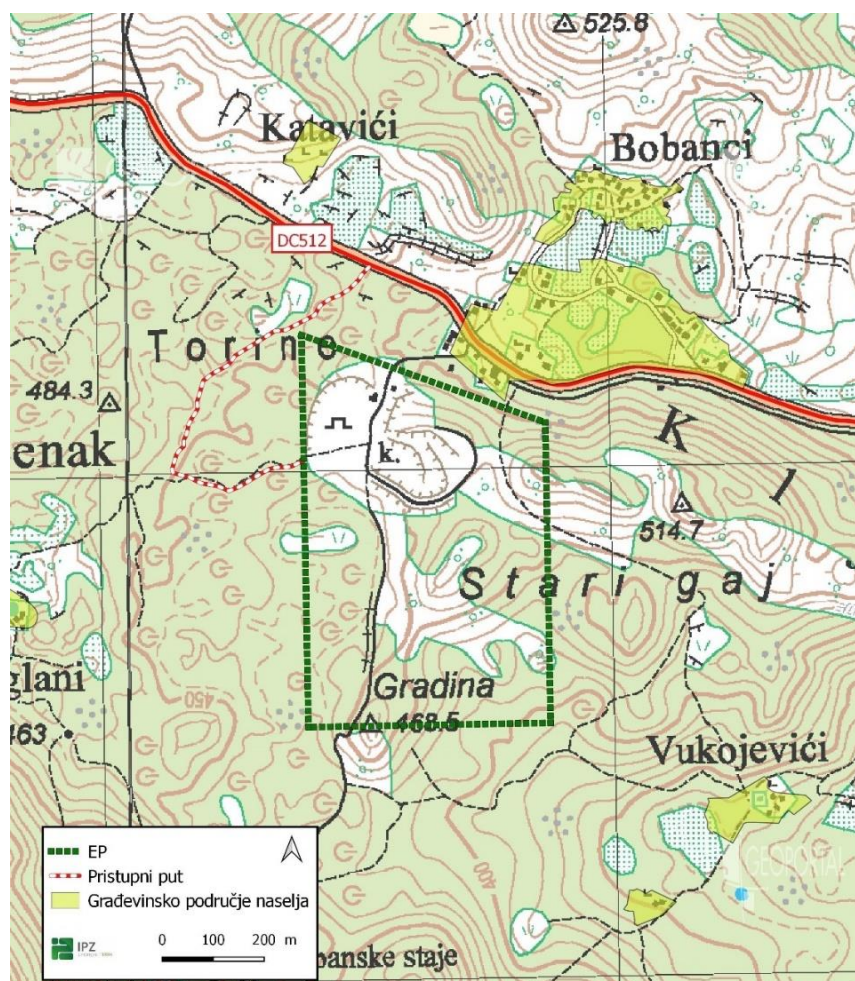 525.8
Katavići
Bobanci
DC512
Torine
484.3
enak
k.
K
l
514.7
Stari gaj
glani
450
Gradina
463
468.5
Vukojevići
EP
Pristupni put
Građevinsko područje naselja
GEOPORTAL
400
IPZ
0 100 200 m
banske staje